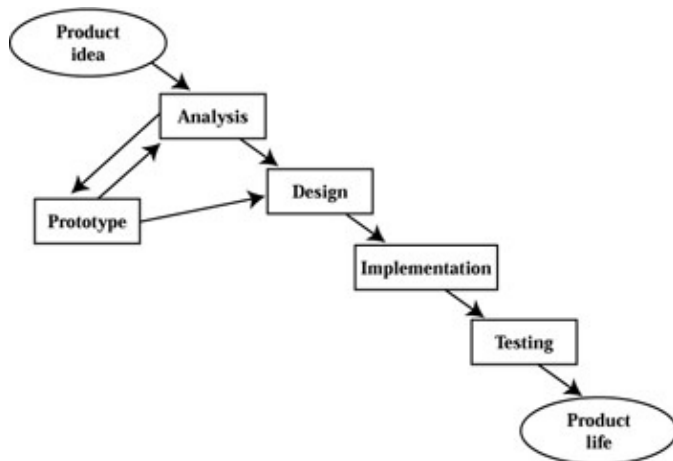 Product
idea
Analysis
Design
Prototype
Implementation
Testing
Product
life